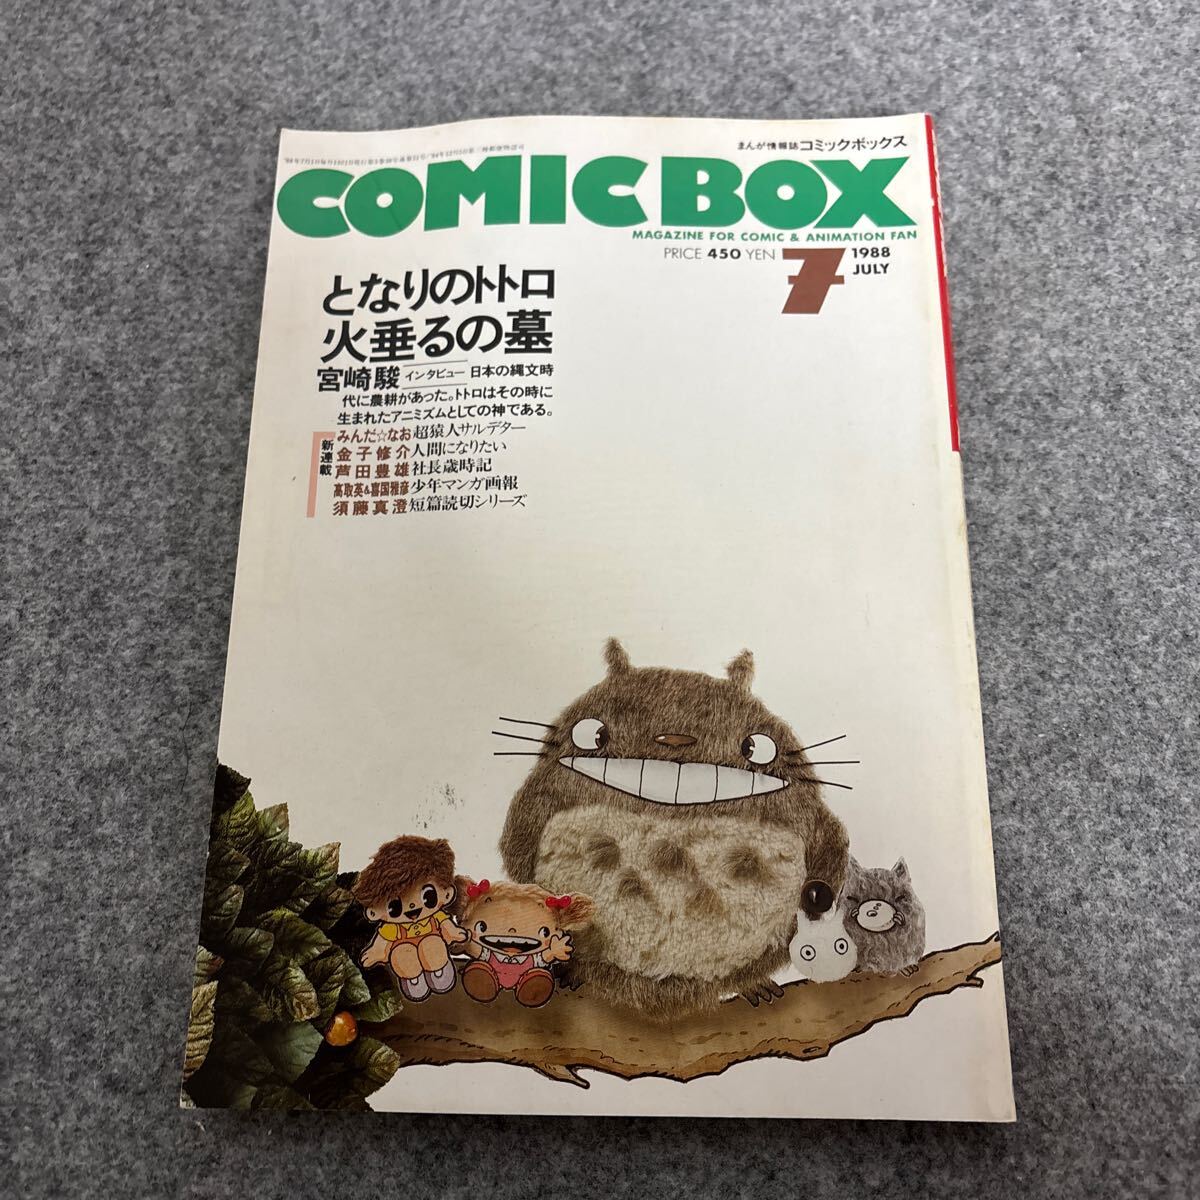 まんが情報誌コミックボックス
COMIC BOX
MAGAZINE FOR COMIC & ANIMATION FAN
PRICE 450 YEN 7 1988 JULY
となりのトトロ
火垂るの墓
宮崎駿 インタビュー 日本の縄文時
代に農耕があった。トトロはその時に
生まれたアニミズムとしての神である。
新連載
みんだ☆なお超猿人サルデター
金子修介人間になりたい
芦田豊雄社長歳時記
高取英&喜国雅彦少年マンガ画報
須藤真澄短篇読切シリーズ